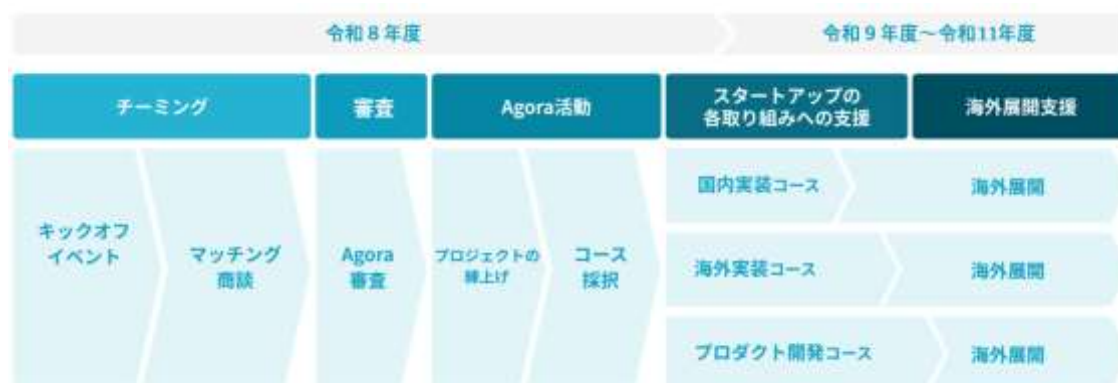 令和８年度
令和９年度～令和11年度
チーミング
審査
Agora活動
スタートアップの
各取り組みへの支援
海外展開支援
キックオフ
イベント
マッチング
商談
Agora
審査
プロジェクトの
練上げ
コース
採択
国内実装コース
海外展開
海外実装コース
海外展開
プロダクト開発コース
海外展開